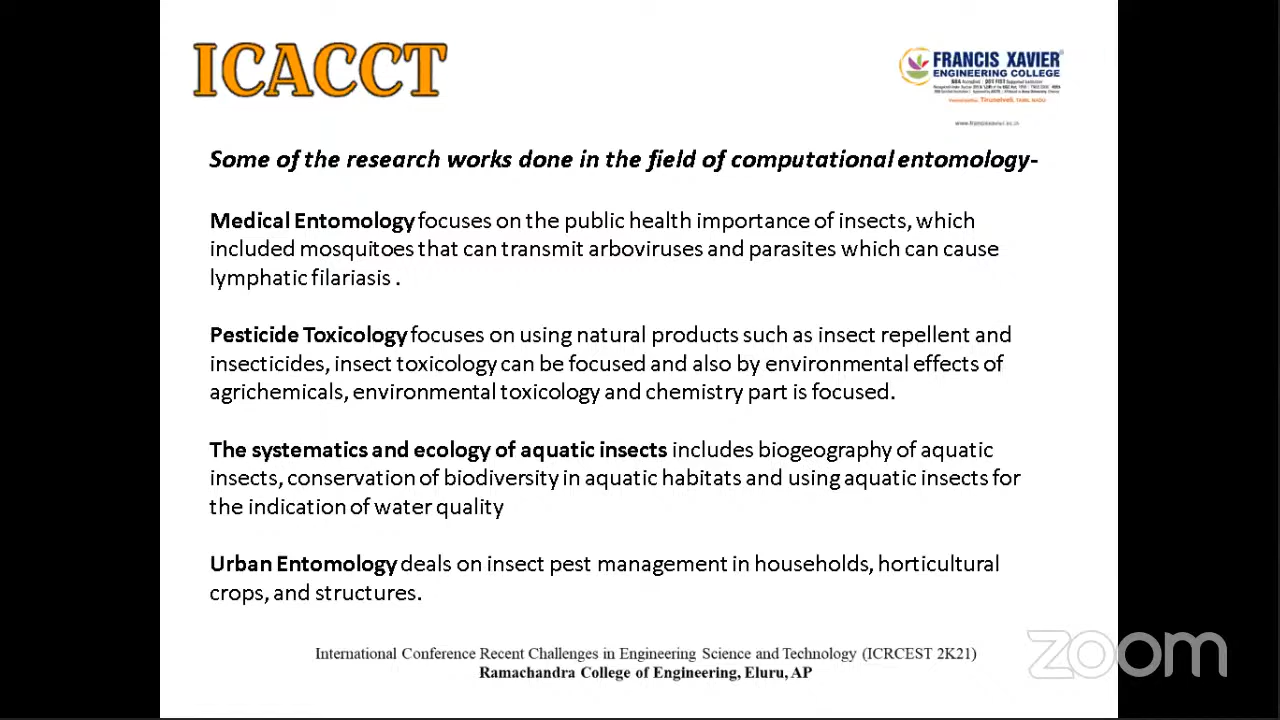 ICACCT
FRANCIS XAVIER
ENGINEERING COLLEGE
www.francisxavier.ac.in
Some of the research works done in the field of computational entomology-
Medical Entomology focuses on the public health importance of insects, which
included mosquitoes that can transmit arboviruses and parasites which can cause
lymphatic filariasis .
Pesticide Toxicology focuses on using natural products such as insect repellent and
insecticides, insect toxicology can be focused and also by environmental effects of
agrichemicals, environmental toxicology and chemistry part is focused.
The systematics and ecology of aquatic insects includes biogeography of aquatic
insects, conservation of biodiversity in aquatic habitats and using aquatic insects for
the indication of water quality
Urban Entomology deals on insect pest management in households, horticultural
crops, and structures.
International Conference Recent Challenges in Engineering Science and Technology (ICRCEST 2K21)
Ramachandra College of Engineering, Eluru, AP
zoom